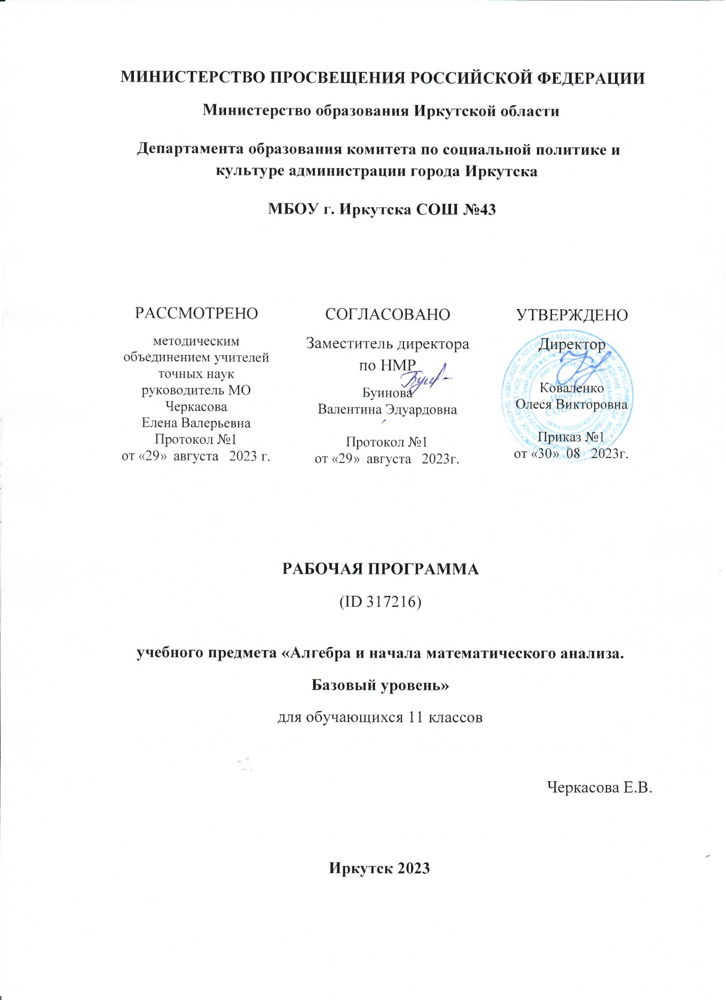 МИНИСТЕРСТВО ПРОСВЕЩЕНИЯ РОССИЙСКОЙ ФЕДЕРАЦИИ
Министерство образования Иркутской области
Департамента образования комитета по социальной политике и
культуре администрации города Иркутска
МБОУ г. Иркутска СОШ №43
РАССМОТРЕНО
методическим
объединением учителей
точных наук
руководитель МО
Черкасова
Елена Валерьевна
Протокол №1
от «29» августа 2023 г.
СОГЛАСОВАНО
Заместитель директора
по НМР
Буинова
Валентина Эдуардовна
Протокол №1
от «29» августа 2023г.
УТВЕРЖДЕНО
Директор
Коваленко
Олеся Викторовна
Приказ №1
от «30» 08 2023г.
РАБОЧАЯ ПРОГРАММА
(ID 317216)
учебного предмета «Алгебра и начала математического анализа.
Базовый уровень»
для обучающихся 11 классов
Черкасова Е.В.
Иркутск 2023